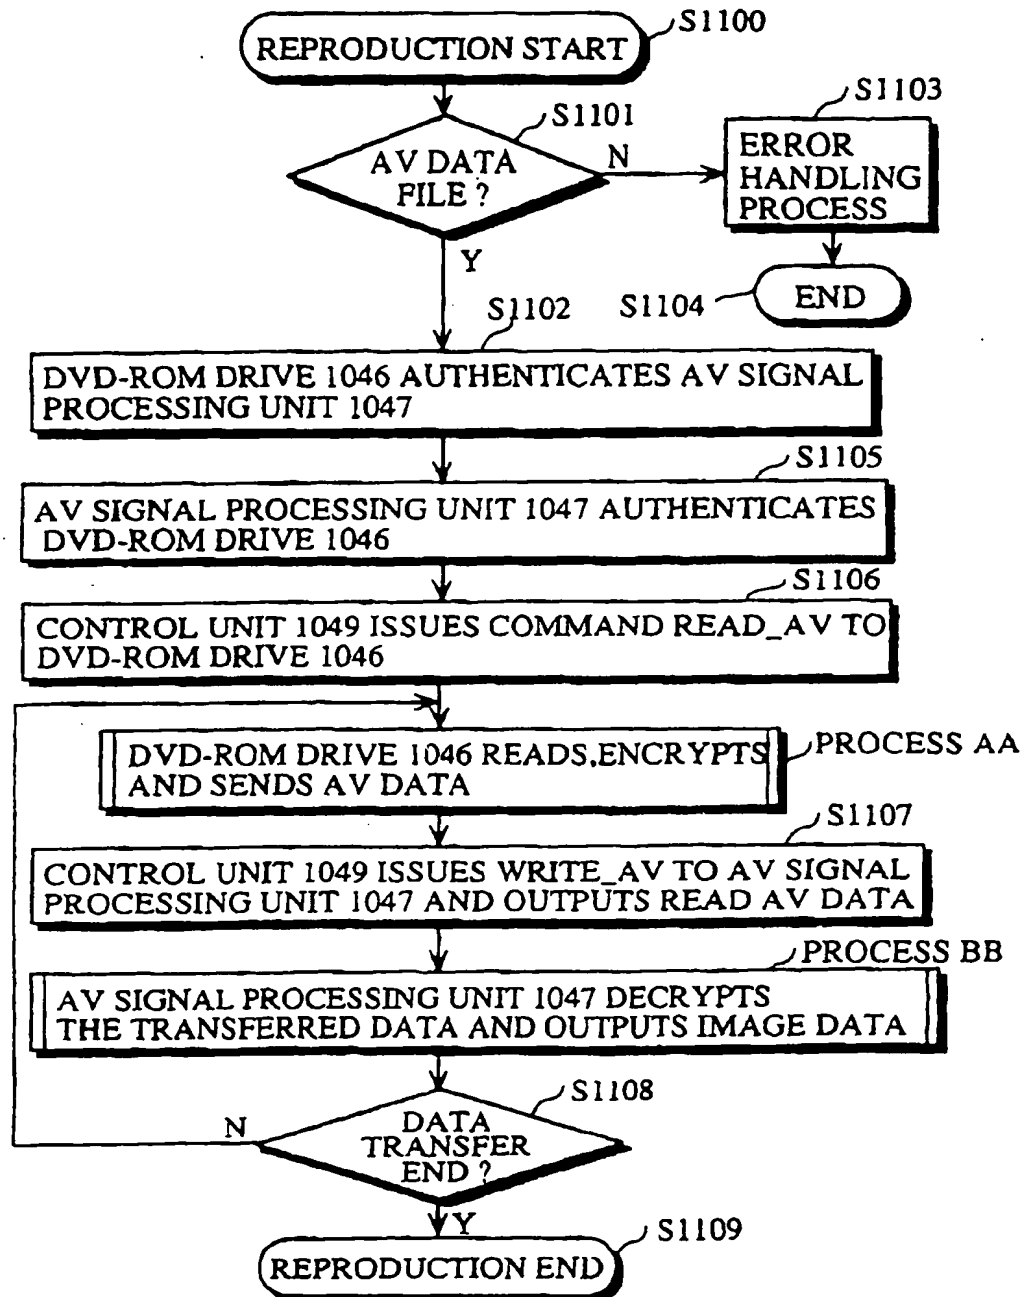 S1100
REPRODUCTION START
S1101
AV DATA
FILE ?
N
Y
S1103
ERROR
HANDLING
PROCESS
S1104
END
S1102
DVD-ROM DRIVE 1046 AUTHENTICATES AV SIGNAL
PROCESSING UNIT 1047
S1105
AV SIGNAL PROCESSING UNIT 1047 AUTHENTICATES
DVD-ROM DRIVE 1046
S1106
CONTROL UNIT 1049 ISSUES COMMAND READ_AV TO
DVD-ROM DRIVE 1046
PROCESS AA
DVD-ROM DRIVE 1046 READS,ENCRYPTS
AND SENDS AV DATA
S1107
CONTROL UNIT 1049 ISSUES WRITE_AV TO AV SIGNAL
PROCESSING UNIT 1047 AND OUTPUTS READ AV DATA
PROCESS BB
AV SIGNAL PROCESSING UNIT 1047 DECRYPTS
THE TRANSFERRED DATA AND OUTPUTS IMAGE DATA
S1108
DATA
TRANSFER
END ?
N
Y
S1109
REPRODUCTION END